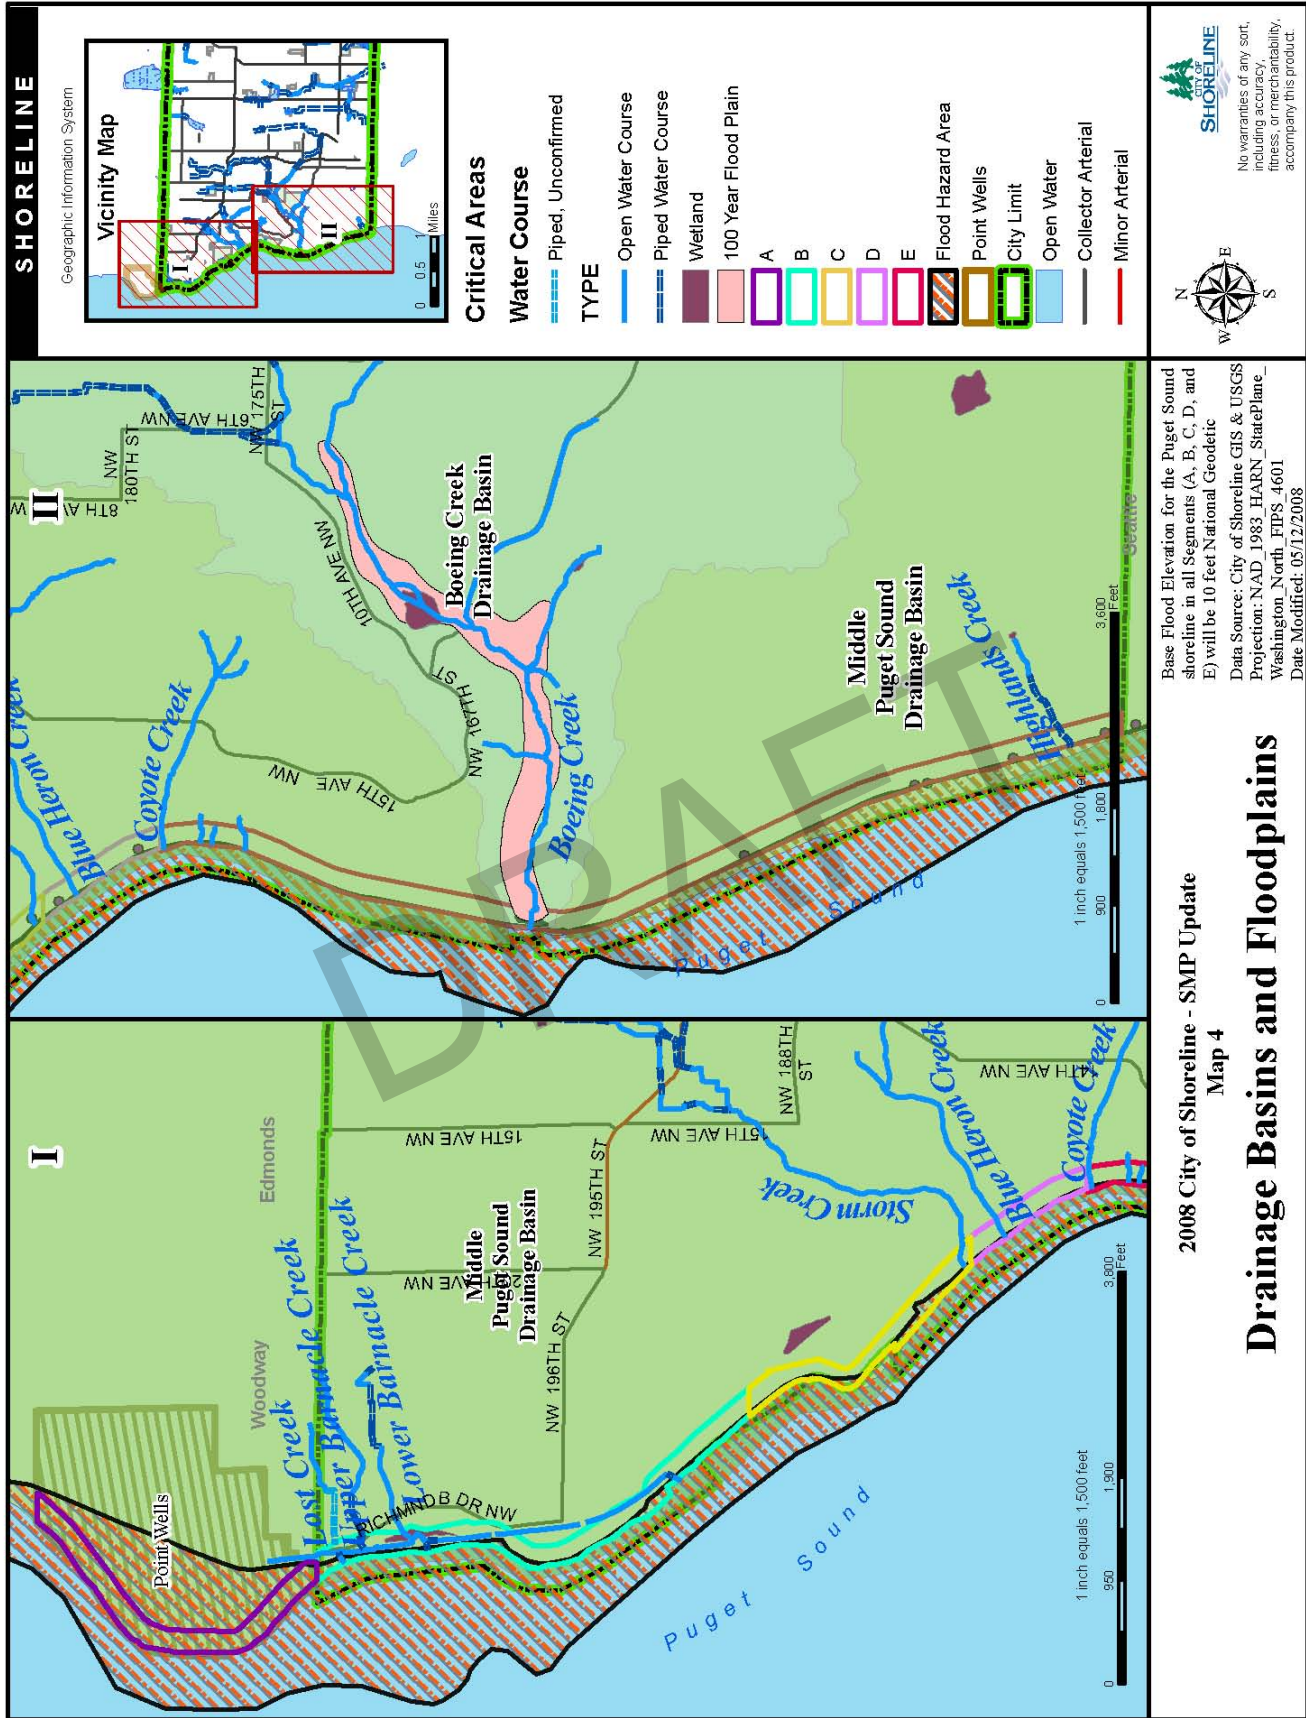 SHORELINE
Geographic Information System
Vicinity Map
I
II
0 0.5 1
Miles
Critical Areas
Water Course
Piped, Unconfirmed
TYPE
Open Water Course
Piped Water Course
Wetland
100 Year Flood Plain
A
B
C
D
E
Flood Hazard Area
Point Wells
City Limit
Open Water
Collector Arterial
Minor Arterial
N
W
E
S
CITY OF
SHORELINE
No warranties of any sort,
including accuracy,
fitness, or merchantability,
accompany this product.
II
8TH AVE NW
NW
180TH ST
6TH AVE NW
NW 175TH
ST
10TH AVE NW
NW 167TH ST
15TH AVE NW
Blue Heron Creek
Coyote Creek
Boeing Creek
Drainage Basin
Boeing Creek
Middle
Puget Sound
Drainage Basin
Highlands Creek
Seattle
Puget Sound
1 inch equals 1,500 feet
0 900 1,800 3,600
Feet
DRAFT
I
Edmonds
Woodway
Point Wells
Lost Creek
Upper Barnacle Creek
Lower Barnacle Creek
RICHMND B DR NW
15TH AVE NW
20TH AVE NW
Middle
Puget Sound
Drainage Basin
NW 196TH ST
NW 195TH ST
15TH AVE NW
NW 188TH
ST
Storm Creek
Blue Heron Creek
Coyote Creek
Puget Sound
1 inch equals 1,500 feet
0 950 1,900 3,800
Feet
2008 City of Shoreline - SMP Update
Map 4
Drainage Basins and Floodplains
Base Flood Elevation for the Puget Sound
shoreline in all Segments (A, B, C, D, and
E) will be 10 feet National Geodetic
Data Source: City of Shoreline GIS & USGS
Projection: NAD_1983_HARN_StatePlane_
Washington_North_FIPS_4601
Date Modified: 05/12/2008